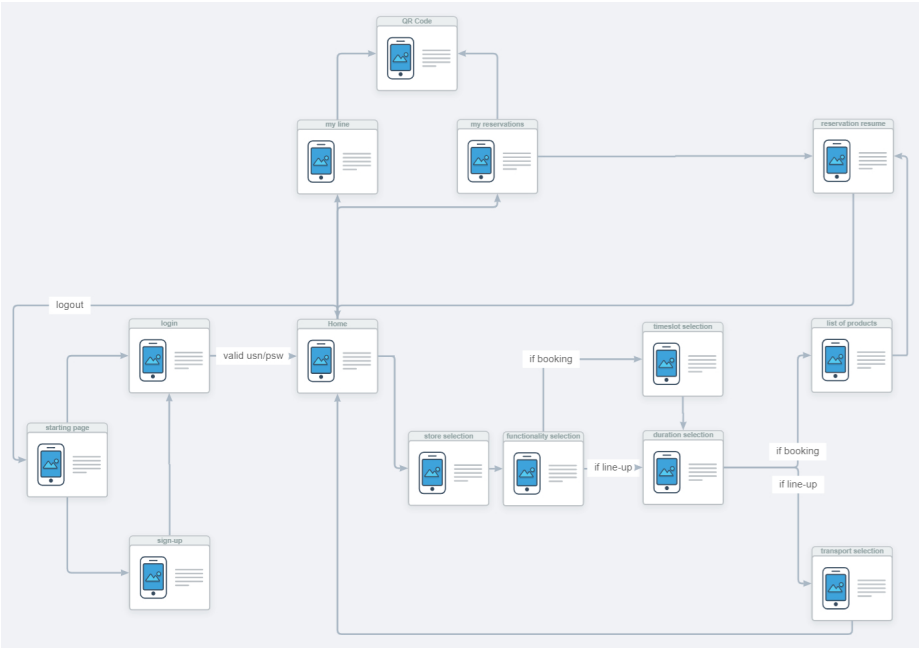 QR Code
my line
my reservations
reservation resume
logout
login
Home
timeslot selection
list of products
valid usn/psw
if booking
starting page
store selection
functionality selection
duration selection
if booking
if line-up
if line-up
sign-up
transport selection